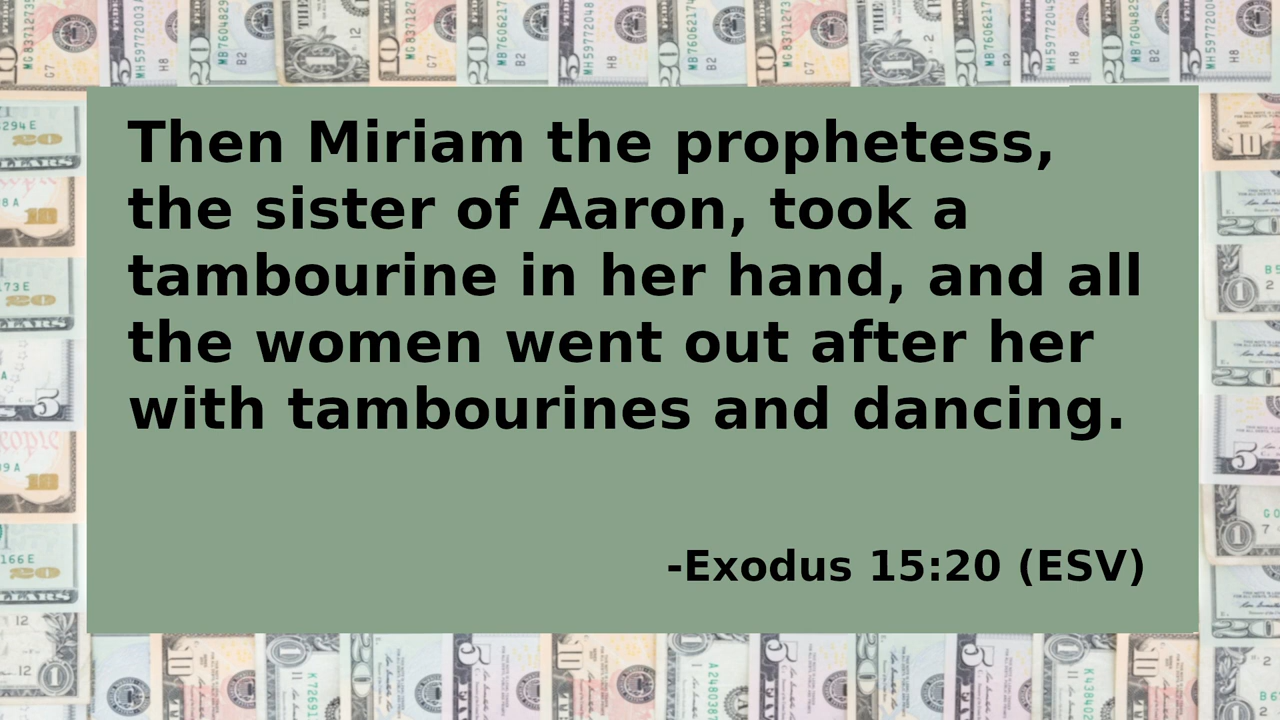 Then Miriam the prophetess,
the sister of Aaron, took a
tambourine in her hand, and all
the women went out after her
with tambourines and dancing.
-Exodus 15:20 (ESV)